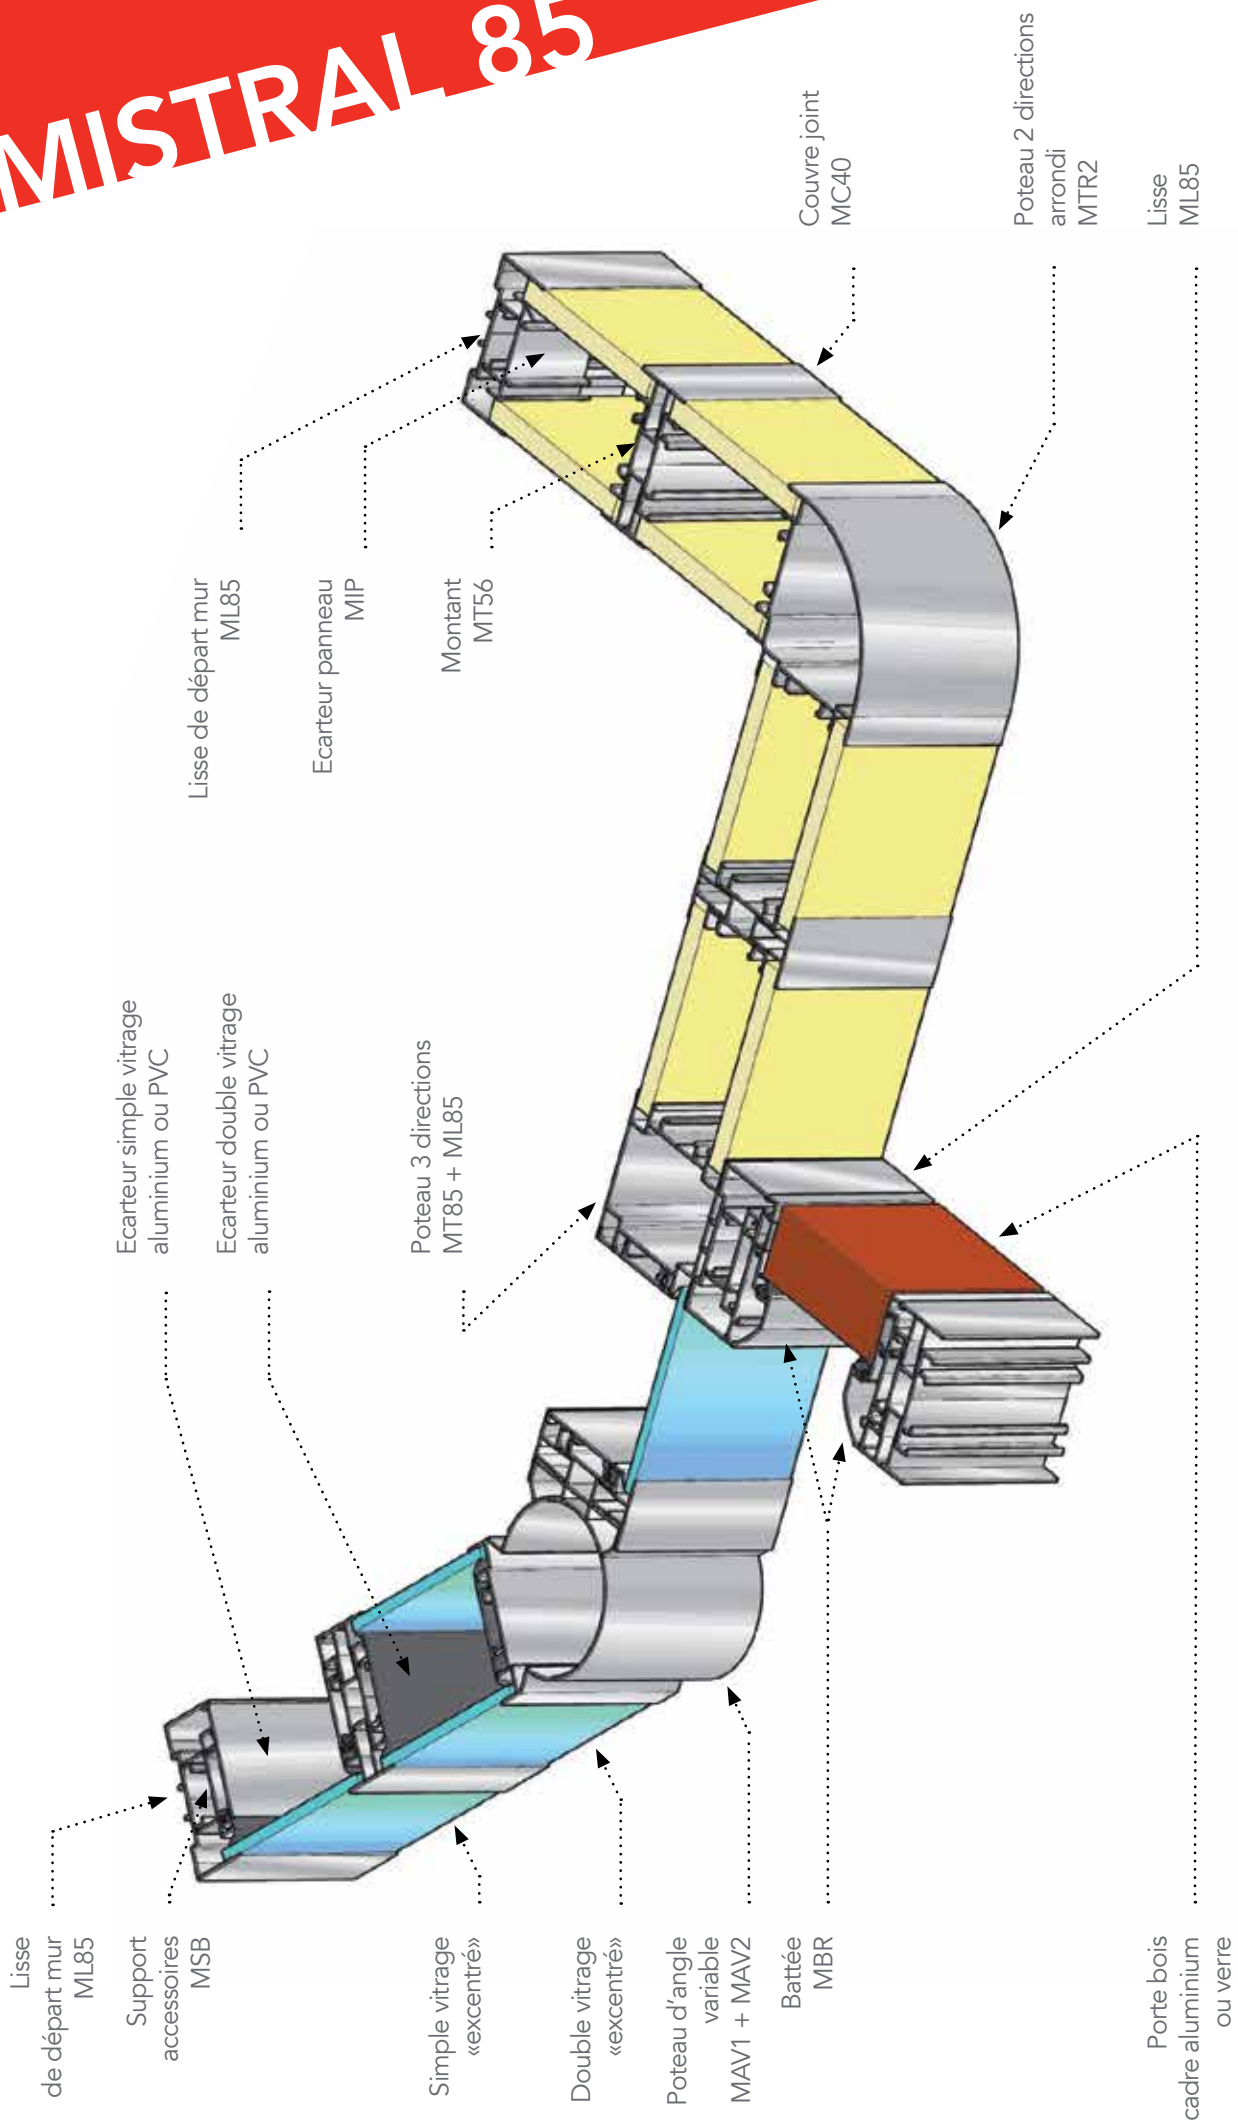 MISTRAL 85
Lisse
de départ mur
ML85
Support
accessoires
MSB
Simple vitrage
«excentré»
Double vitrage
«excentré»
Poteau d'angle
variable
MAV1 + MAV2
Battée
MBR
Porte bois
cadre aluminium
ou verre
Ecarteur simple vitrage
aluminium ou PVC
Ecarteur double vitrage
aluminium ou PVC
Poteau 3 directions
MT85 + ML85
Lisse de départ mur
ML85
Ecarteur panneau
MIP
Montant
MT56
Couvre joint
MC40
Poteau 2 directions
arrondi
MTR2
Lisse
ML85